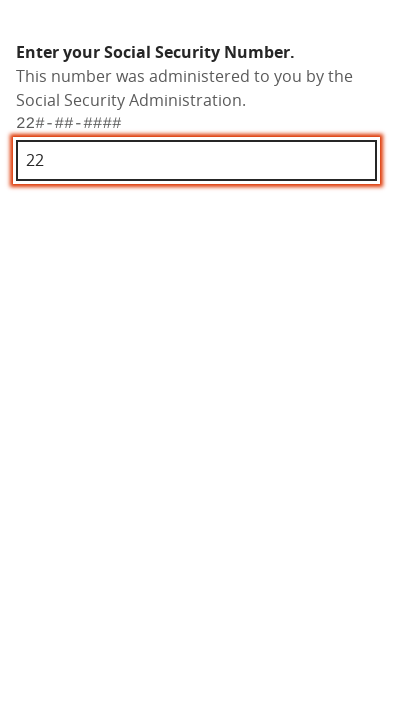 Enter your Social Security Number.
This number was administered to you by the
Social Security Administration.
22#-##-####
22